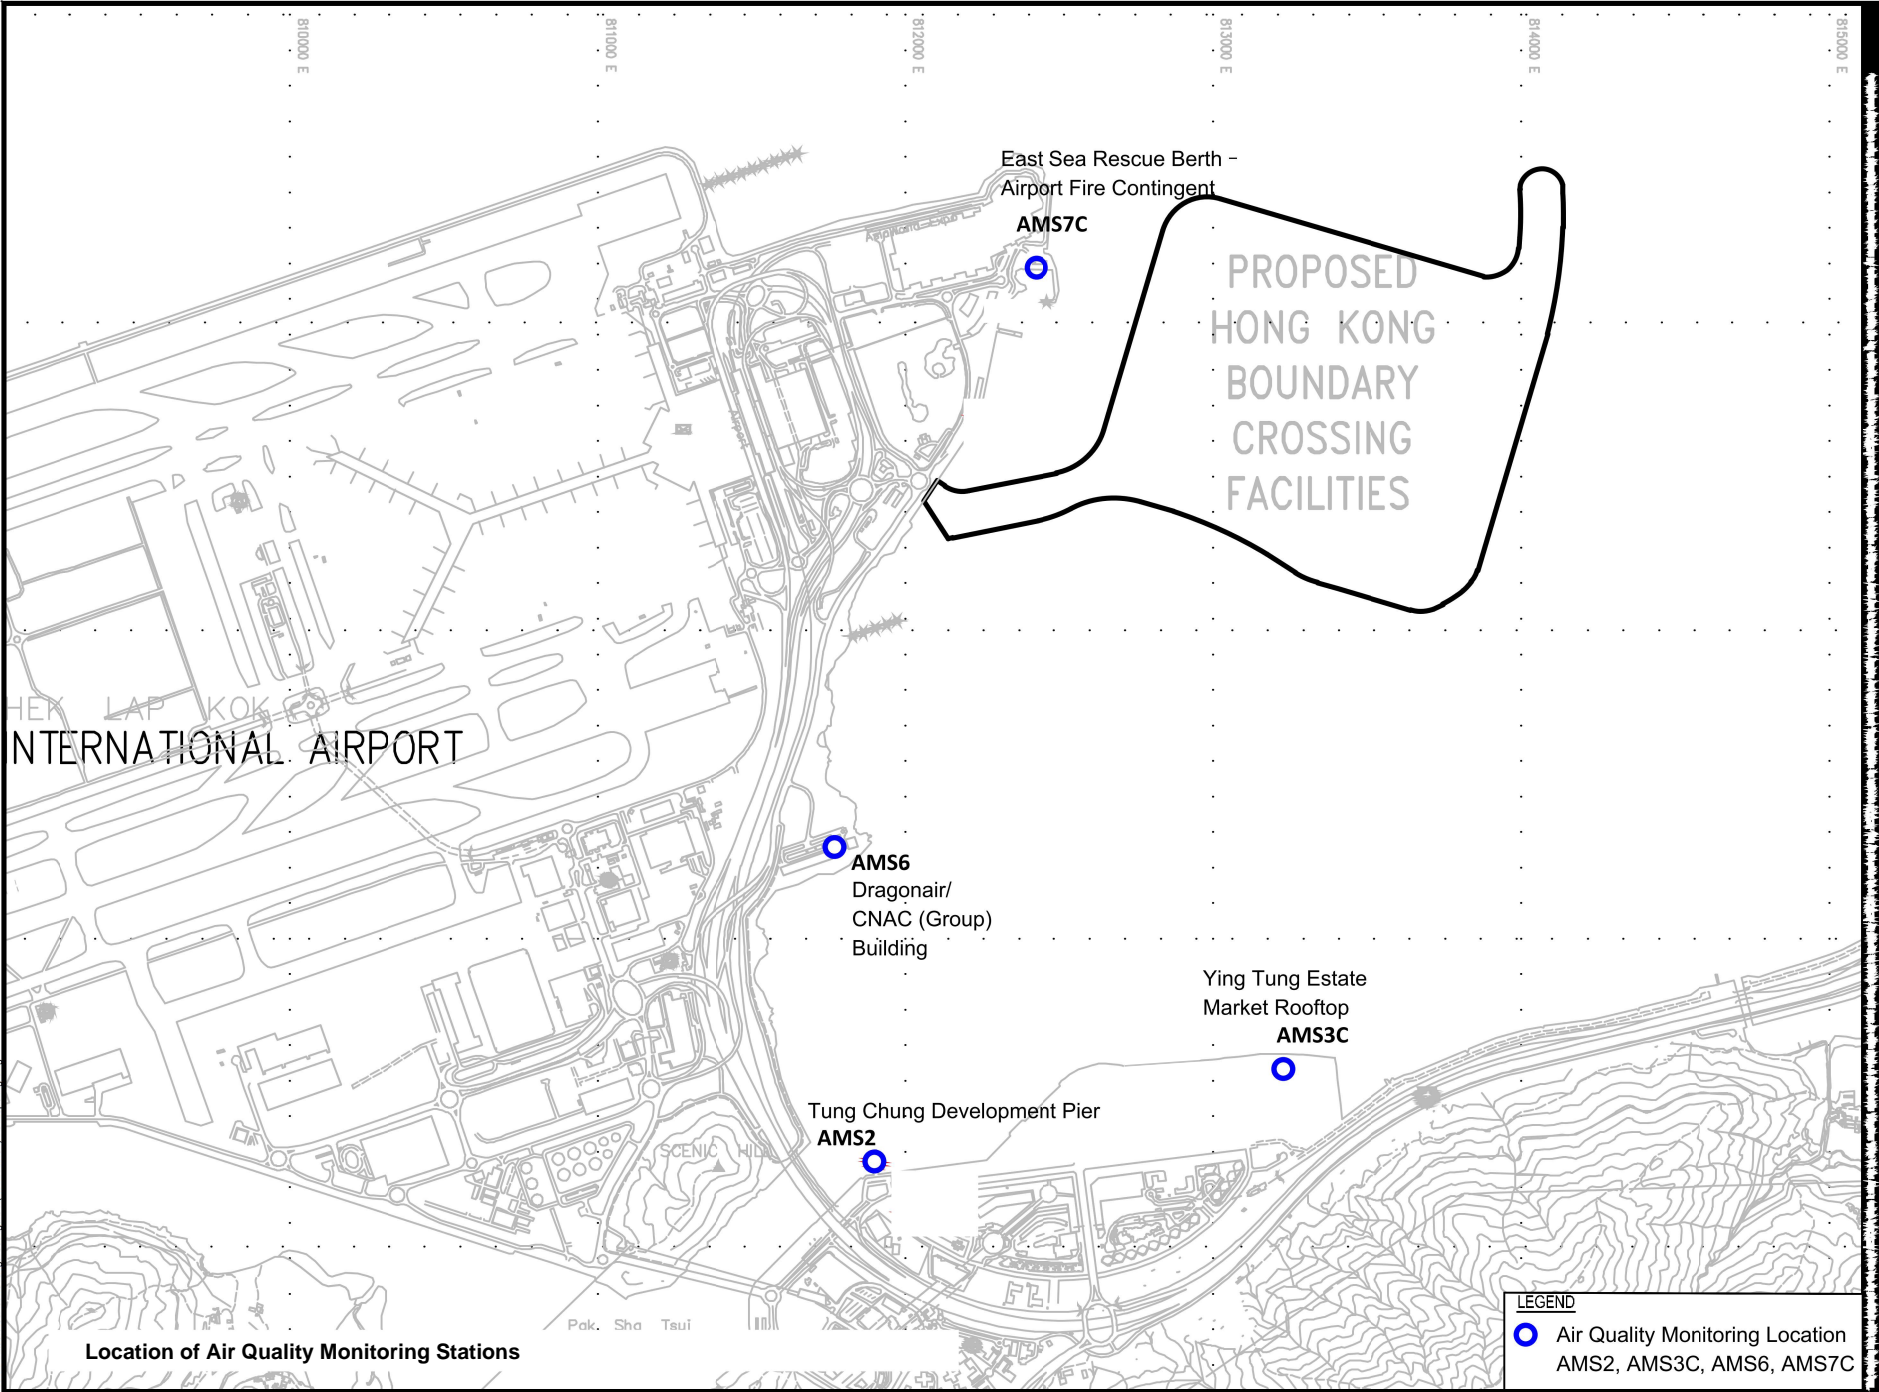 810000 E
811000 E
812000 E
813000 E
814000 E
815000 E
East Sea Rescue Berth –
Airport Fire Contingent
AMS7C
PROPOSED
HONG KONG
BOUNDARY
CROSSING
FACILITIES
Airport
HEK LAP KOK
INTERNATIONAL AIRPORT
AMS6
Dragonair/
CNAC (Group)
Building
Ying Tung Estate
Market Rooftop
AMS3C
Tung Chung Development Pier
AMS2
SCENIC HILL
Pak Sha Tsui
Location of Air Quality Monitoring Stations
LEGEND
Air Quality Monitoring Location
AMS2, AMS3C, AMS6, AMS7C